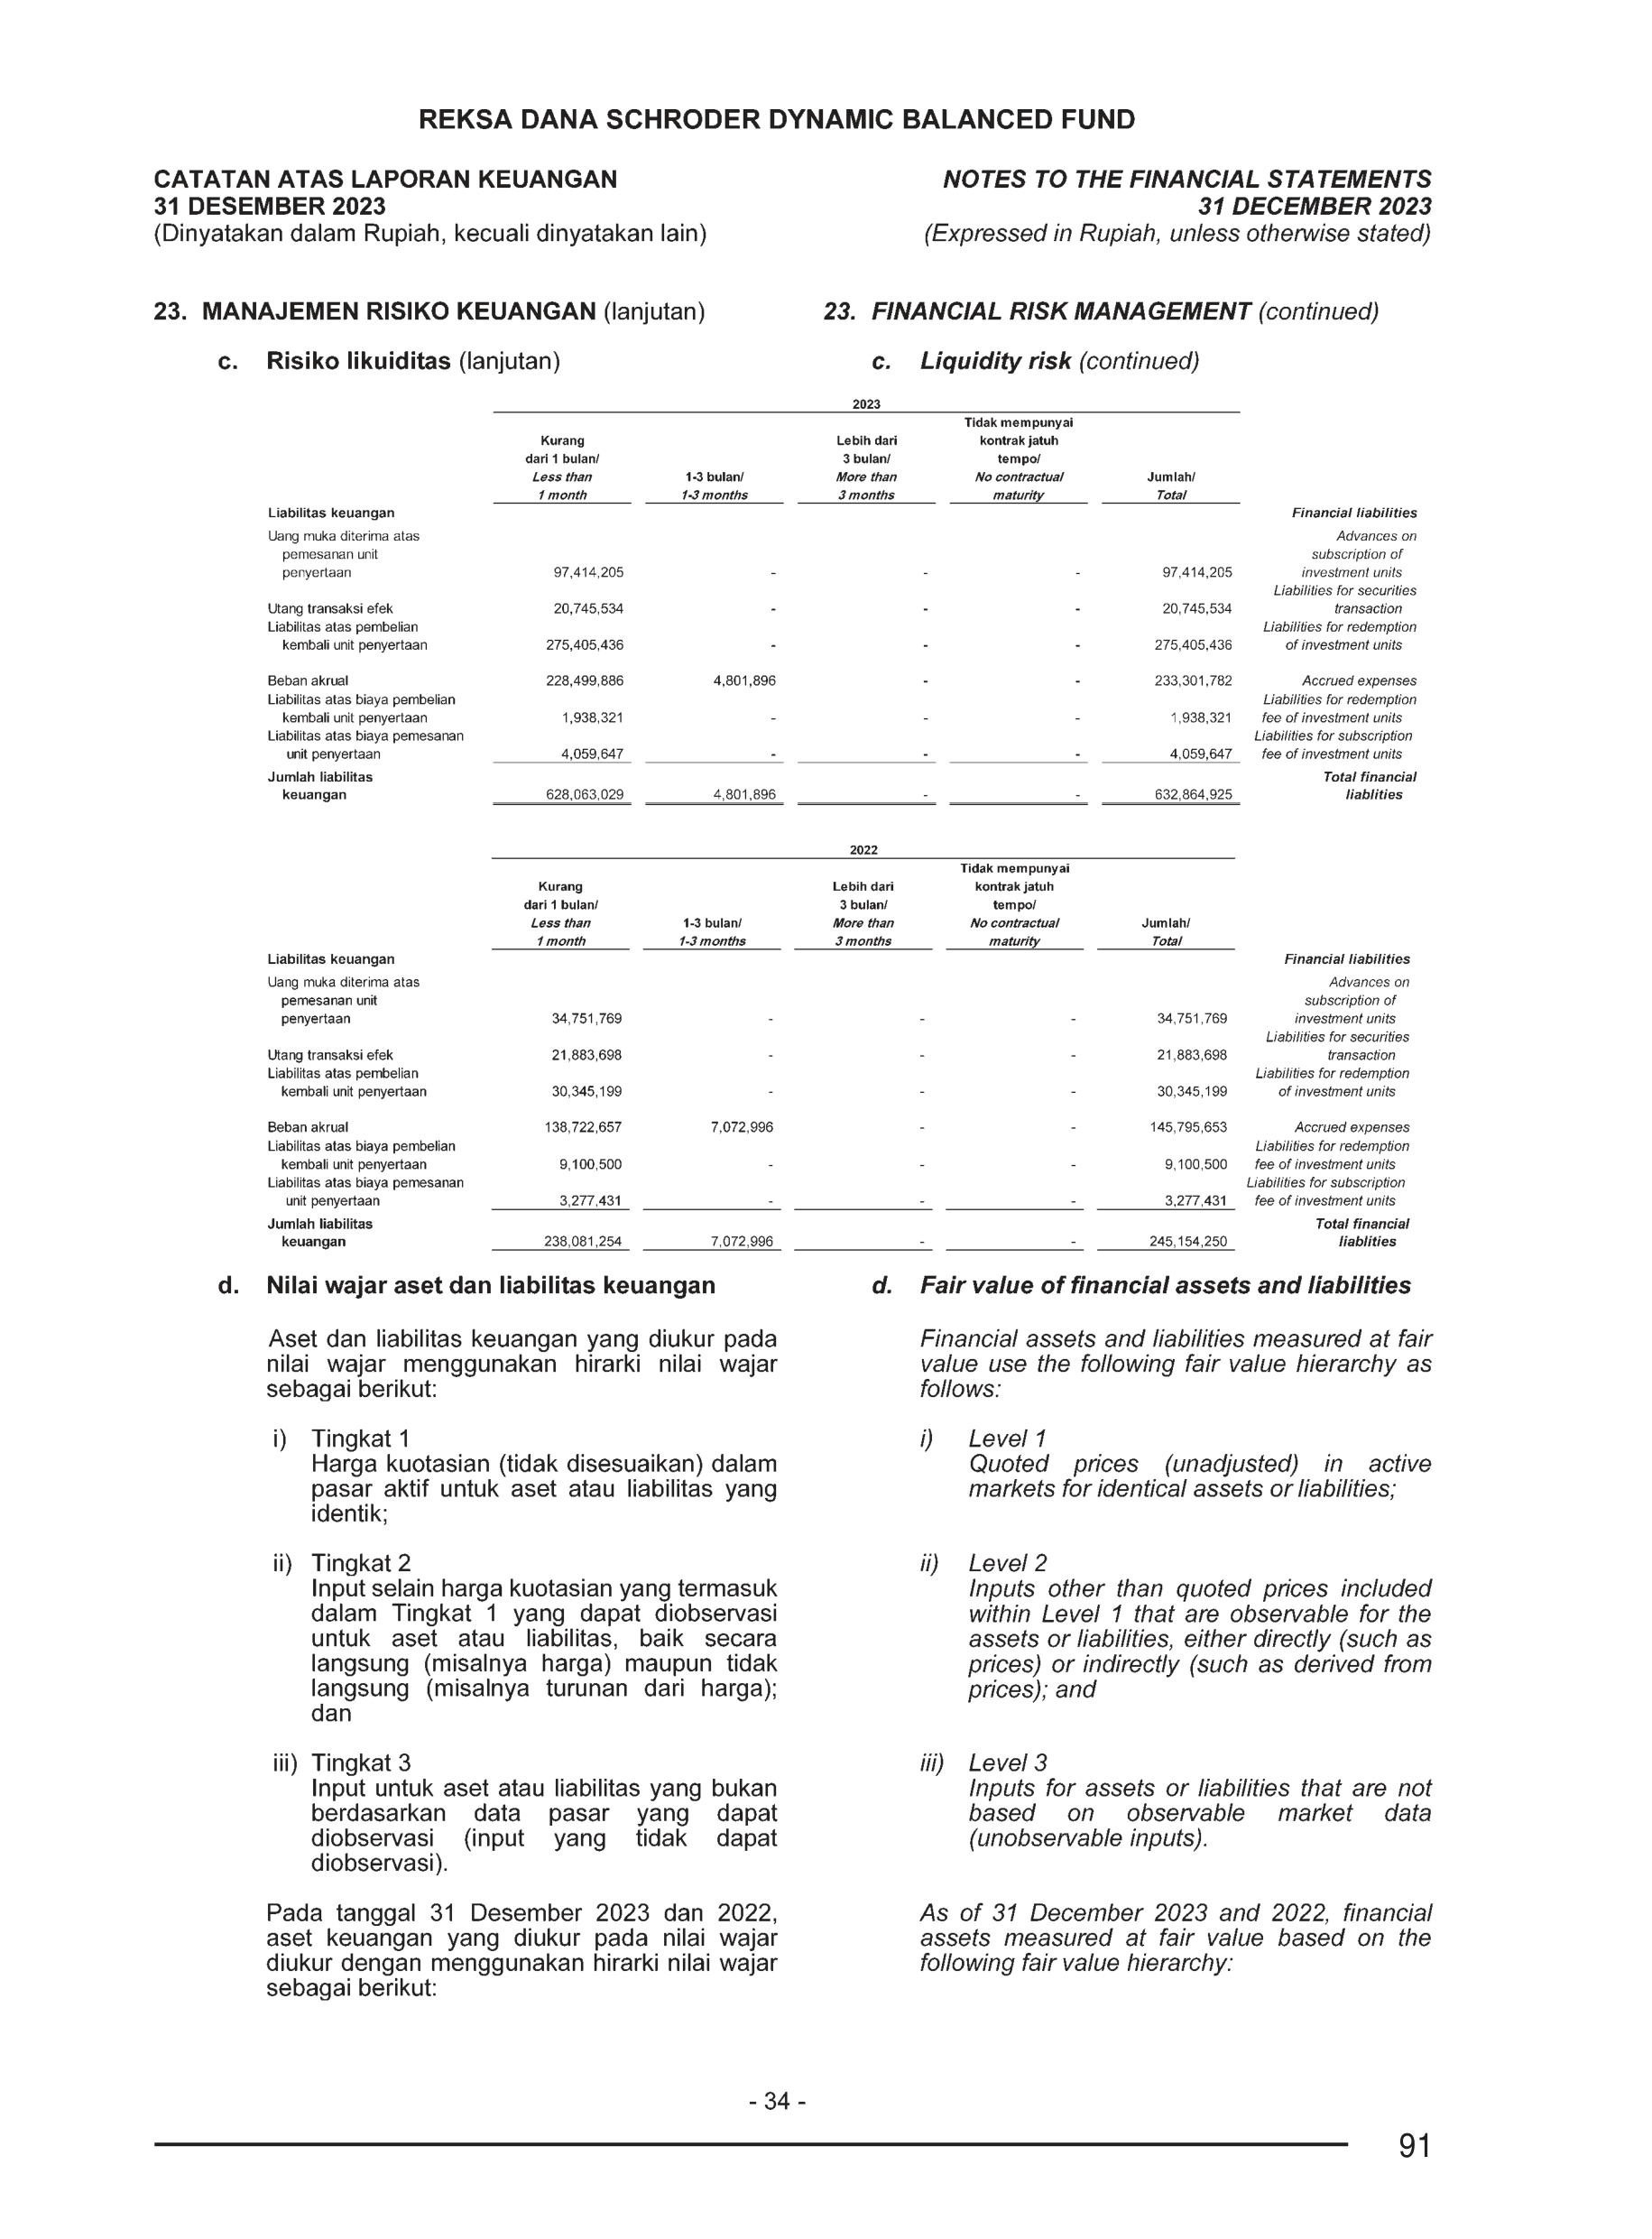 REKSA DANA SCHRODER DYNAMIC BALANCED FUND
CATATAN ATAS LAPORAN KEUANGAN
31 DESEMBER 2023
(Dinyatakan dalam Rupiah, kecuali dinyatakan lain)
NOTES TO THE FINANCIAL STATEMENTS
31 DECEMBER 2023
(Expressed in Rupiah, unless otherwise stated)
23. MANAJEMEN RISIKO KEUANGAN (lanjutan)
23. FINANCIAL RISK MANAGEMENT (continued)
c. Risiko likuiditas (lanjutan)
c. Liquidity risk (continued)
2023
Tidak mempunyai
Kurang Lebih dari kontrak jatuh
dari 1 bulan/ 3 bulan/ tempo/
Less than 1-3 bulan/ More than No contractual Jumlah/
1 month 1-3 months 3 months maturity Total
Liabilitas keuangan Financial liabilities
Uang muka diterima atas Advances on
pemesanan unit subscription of
penyertaan 97,414,205 - - - 97,414,205 investment units
Liabilities for securities
Utang transaksi efek 20,745,534 - - - 20,745,534 transaction
Liabilitas atas pembelian Liabilities for redemption
kembali unit penyertaan 275,405,436 - - - 275,405,436 of investment units
Beban akrual 228,499,886 4,801,896 - - 233,301,782 Accrued expenses
Liabilitas atas biaya pembelian Liabilities for redemption
kembali unit penyertaan 1,938,321 - - - 1,938,321 fee of investment units
Liabilitas atas biaya pemesanan Liabilities for subscription
unit penyertaan 4,059,647 - - - 4,059,647 fee of investment units
Jumlah liabilitas Total financial
keuangan 628,063,029 4,801,896 - - 632,864,925 liablities
2022
Tidak mempunyai
Kurang Lebih dari kontrak jatuh
dari 1 bulan/ 3 bulan/ tempo/
Less than 1-3 bulan/ More than No contractual Jumlah/
1 month 1-3 months 3 months maturity Total
Liabilitas keuangan Financial liabilities
Uang muka diterima atas Advances on
pemesanan unit subscription of
penyertaan 34,751,769 - - - 34,751,769 investment units
Liabilities for securities
Utang transaksi efek 21,883,698 - - - 21,883,698 transaction
Liabilitas atas pembelian Liabilities for redemption
kembali unit penyertaan 30,345,199 - - - 30,345,199 of investment units
Beban akrual 138,722,657 7,072,996 - - 145,795,653 Accrued expenses
Liabilitas atas biaya pembelian Liabilities for redemption
kembali unit penyertaan 9,100,500 - - - 9,100,500 fee of investment units
Liabilitas atas biaya pemesanan Liabilities for subscription
unit penyertaan 3,277,431 - - - 3,277,431 fee of investment units
Jumlah liabilitas Total financial
keuangan 238,081,254 7,072,996 - - 245,154,250 liablities
d. Nilai wajar aset dan liabilitas keuangan
Aset dan liabilitas keuangan yang diukur pada
nilai wajar menggunakan hirarki nilai wajar
sebagai berikut:
i) Tingkat 1
Harga kuotasian (tidak disesuaikan) dalam
pasar aktif untuk aset atau liabilitas yang
identik;
ii) Tingkat 2
Input selain harga kuotasian yang termasuk
dalam Tingkat 1 yang dapat diobservasi
untuk aset atau liabilitas, baik secara
langsung (misalnya harga) maupun tidak
langsung (misalnya turunan dari harga);
dan
iii) Tingkat 3
Input untuk aset atau liabilitas yang bukan
berdasarkan data pasar yang dapat
diobservasi (input yang tidak dapat
diobservasi).
Pada tanggal 31 Desember 2023 dan 2022,
aset keuangan yang diukur pada nilai wajar
diukur dengan menggunakan hirarki nilai wajar
sebagai berikut:
d. Fair value of financial assets and liabilities
Financial assets and liabilities measured at fair
value use the following fair value hierarchy as
follows:
i) Level 1
Quoted prices (unadjusted) in active
markets for identical assets or liabilities;
ii) Level 2
Inputs other than quoted prices included
within Level 1 that are observable for the
assets or liabilities, either directly (such as
prices) or indirectly (such as derived from
prices); and
iii) Level 3
Inputs for assets or liabilities that are not
based on observable market data
(unobservable inputs).
As of 31 December 2023 and 2022, financial
assets measured at fair value based on the
following fair value hierarchy:
- 34 -
91